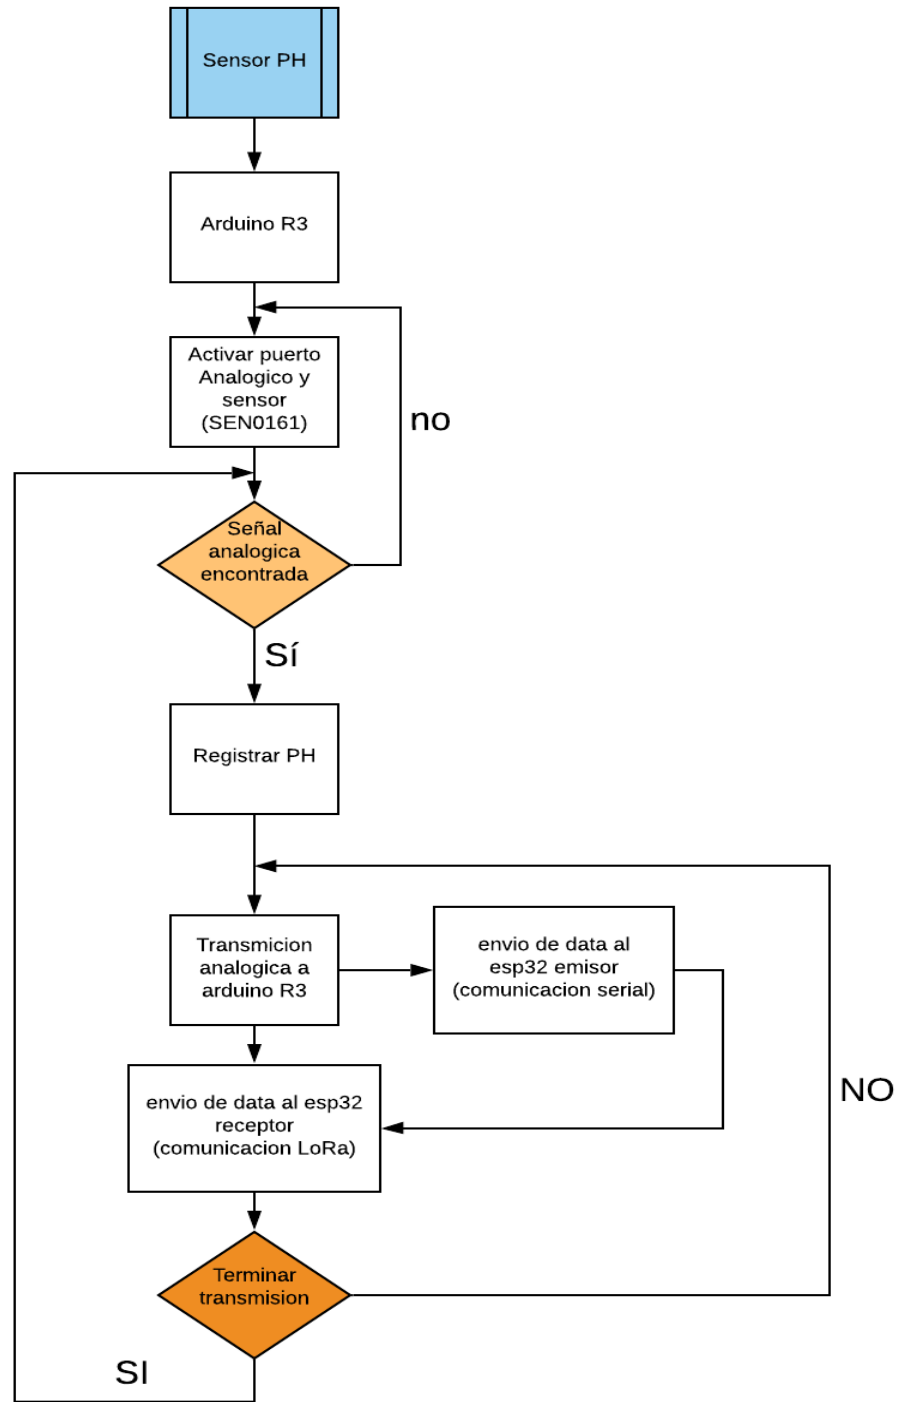 Sensor PH
Arduino R3
Activar puerto
Analogico y
sensor
(SEN0161)
no
Señal
analogica
encontrada
Sí
Registrar PH
Transmicion
analogica a
arduino R3
envio de data al
esp32 emisor
(comunicacion serial)
envio de data al esp32
receptor
(comunicacion LoRa)
NO
Terminar
transmision
SI